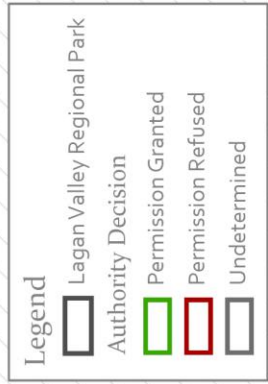 Legend
Lagan Valley Regional Park
Authority Decision
Permission Granted
Permission Refused
Undetermined